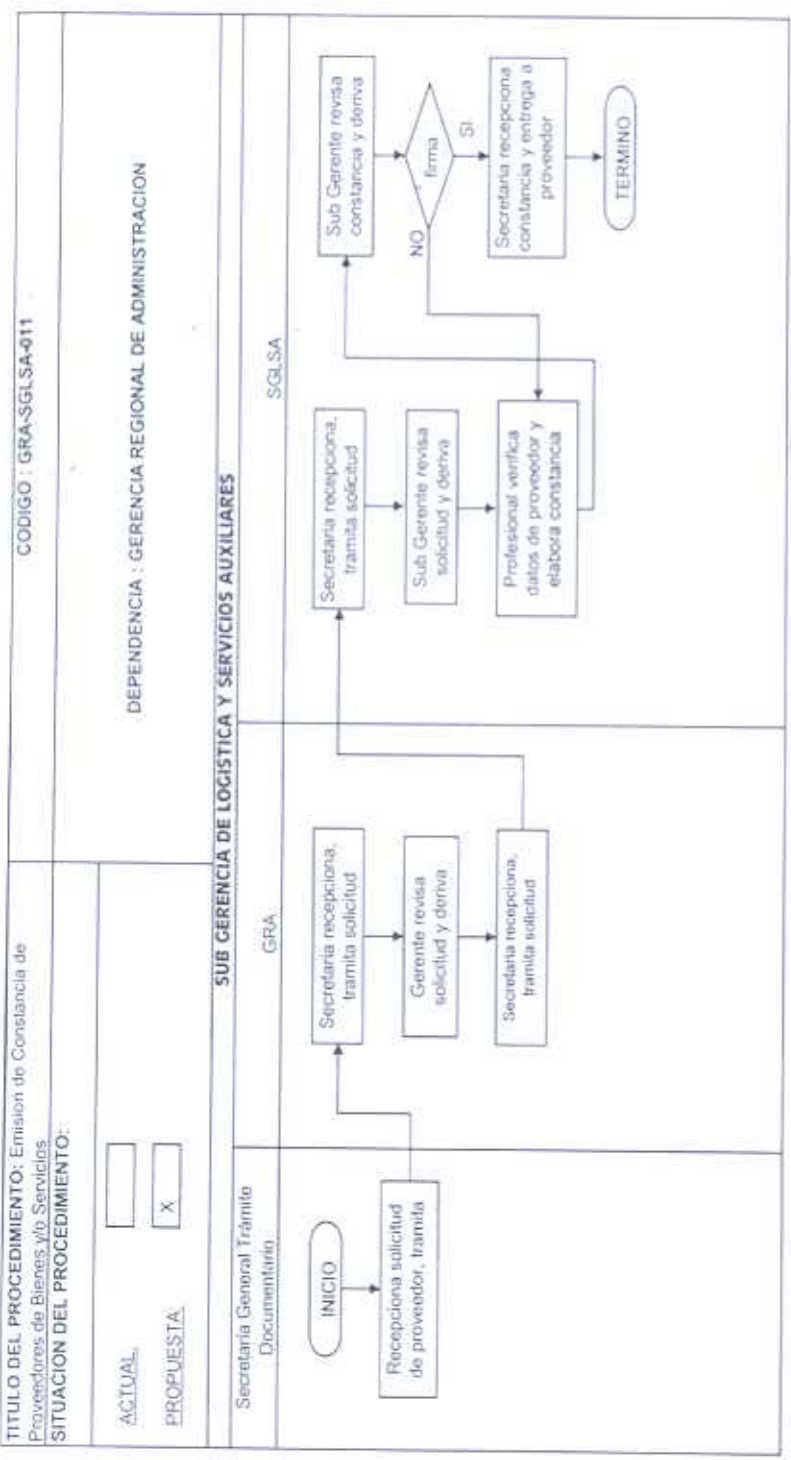 TITULO DEL PROCEDIMIENTO: Emision de Constancia de
Proveedores de Bienes y/o Servicios
CODIGO : GRA-SGLSA-011
SITUACION DEL PROCEDIMIENTO:
ACTUAL
PROPUESTA
X
DEPENDENCIA : GERENCIA REGIONAL DE ADMINISTRACION
SUB GERENCIA DE LOGISTICA Y SERVICIOS AUXILIARES
Secretaría General Trámite
Documentario
GRA
SGLSA
INICIO
Recepciona solicitud
de proveedor, tramita
Secretaria recepciona,
tramita solicitud
Gerente revisa
solicitud y deriva
Secretaria recepciona,
tramita solicitud
Secretaria recepciona,
tramita solicitud
Sub Gerente revisa
solicitud y deriva
Profesional verifica
datos de proveedor y
elabora constancia
Sub Gerente revisa
constancia y deriva
firma
NO
SI
Secretaria recepciona
constancia y entrega a
proveedor
TERMINO